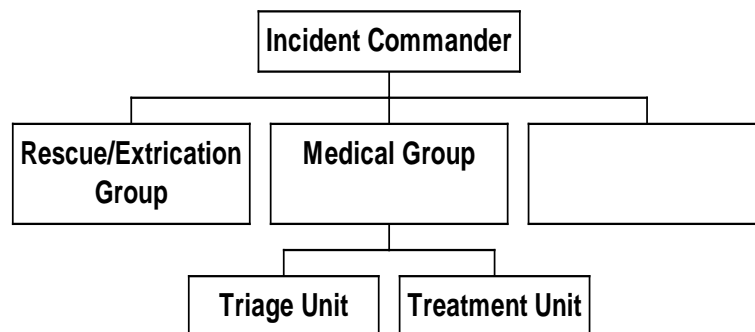 Incident Commander
Rescue/Extrication
Group
Medical Group
Triage Unit
Treatment Unit